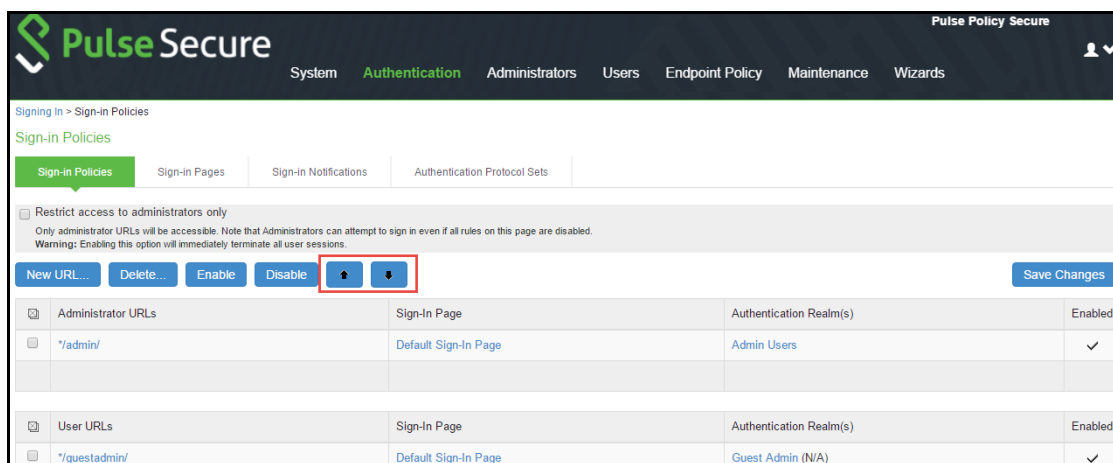 Pulse Policy Secure
Pulse Secure
System Authentication Administrators Users Endpoint Policy Maintenance Wizards
Signing In > Sign-in Policies
Sign-in Policies
Sign-in Policies Sign-in Pages Sign-in Notifications Authentication Protocol Sets
Restrict access to administrators only
Only administrator URLs will be accessible. Note that Administrators can attempt to sign in even if all rules on this page are disabled.
Warning: Enabling this option will immediately terminate all user sessions.
New URL... Delete... Enable Disable Save Changes
Administrator URLs Sign-In Page Authentication Realm(s) Enabled
*/admin/ Default Sign-In Page Admin Users
User URLs Sign-In Page Authentication Realm(s) Enabled
*/guestadmin/ Default Sign-In Page Guest Admin (N/A)